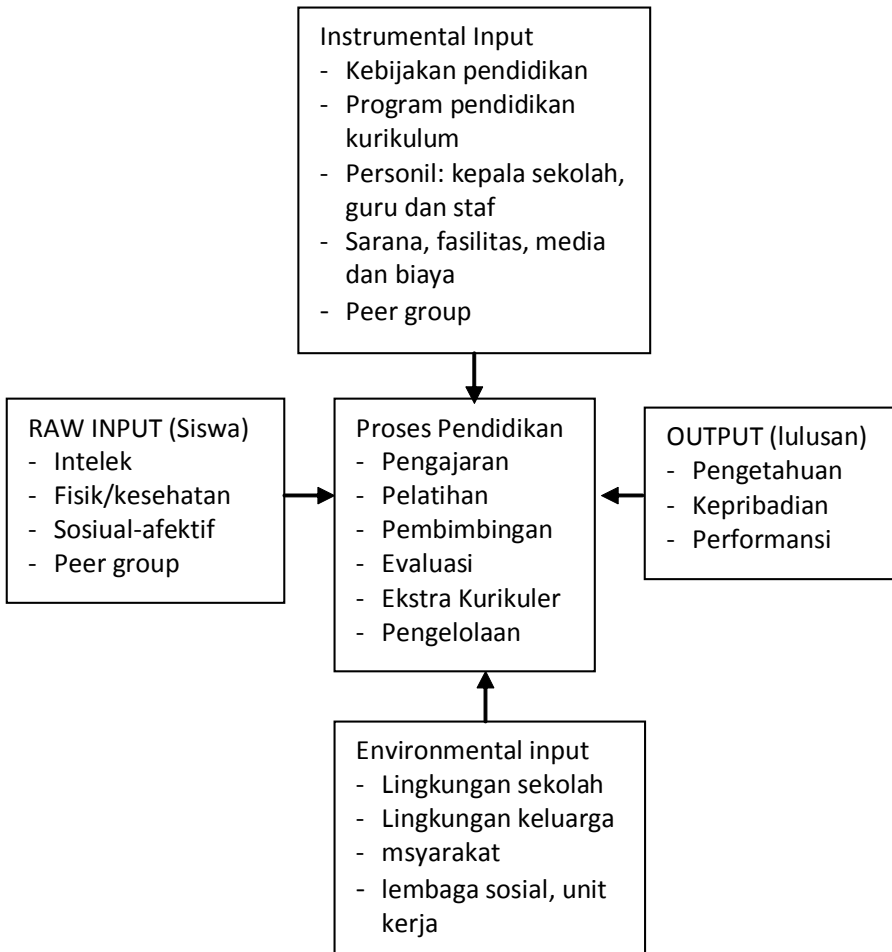 Instrumental Input
- Kebijakan pendidikan
- Program pendidikan
kurikulum
- Personil: kepala sekolah,
guru dan staf
- Sarana, fasilitas, media
dan biaya
- Peer group
RAW INPUT (Siswa)
- Intelek
- Fisik/kesehatan
- Sosiual-afektif
- Peer group
Proses Pendidikan
- Pengajaran
- Pelatihan
- Pembimbingan
- Evaluasi
- Ekstra Kurikuler
- Pengelolaan
OUTPUT (lulusan)
- Pengetahuan
- Kepribadian
- Performansi
Environmental input
- Lingkungan sekolah
- Lingkungan keluarga
- msyarakat
- lembaga sosial, unit
kerja